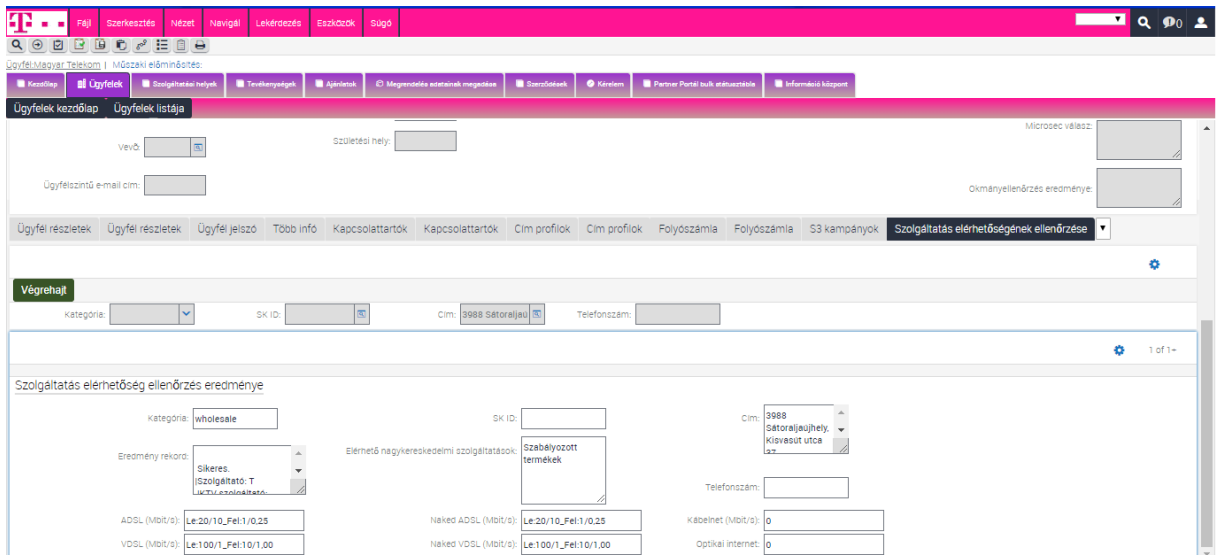 T
Fájl Szerkesztés Nézet Navigál Lekérdezés Eszközök Súgó 0
Ügyfél:Magyar Telekom | Műszaki előminősítés:
Kezdőlap Ügyfelek Szolgáltatási helyek Tevékenységek Ajánlatok Megrendelés adatainak megadása Szerződések Kérelem Partner Portál bulk státusztábla Információ központ
Ügyfelek kezdőlap Ügyfelek listája
Vevő: Születési hely: Microsec válasz:
Ügyfélszintű e-mail cím: Okmányellenőrzés eredménye:
Ügyfél részletek Ügyfél részletek Ügyfél jelszó Több infó Kapcsolattartók Kapcsolattartók Cím profilok Cím profilok Folyószámla Folyószámla S3 kampányok Szolgáltatás elérhetőségének ellenőrzése
Végrehajt
Kategória: SK ID: Cím: 3988 Sátoraljaú Telefonszám:
1 of 1+
Szolgáltatás elérhetőség ellenőrzés eredménye
Kategória: wholesale SK ID: Cím: 3988
Sátoraljaújhely,
Kisvasút utca
37
Eredmény rekord: Sikeres.
|Szolgáltató: T
|KTV szolgáltató:
Elérhető nagykereskedelmi szolgáltatások: Szabályozott
termékek
Telefonszám:
ADSL (Mbit/s): Le:20/10_Fel:1/0,25 Naked ADSL (Mbit/s): Le:20/10_Fel:1/0,25 Kábelnet (Mbit/s): 0
VDSL (Mbit/s): Le:100/1_Fel:10/1,00 Naked VDSL (Mbit/s): Le:100/1_Fel:10/1,00 Optikai internet: 0